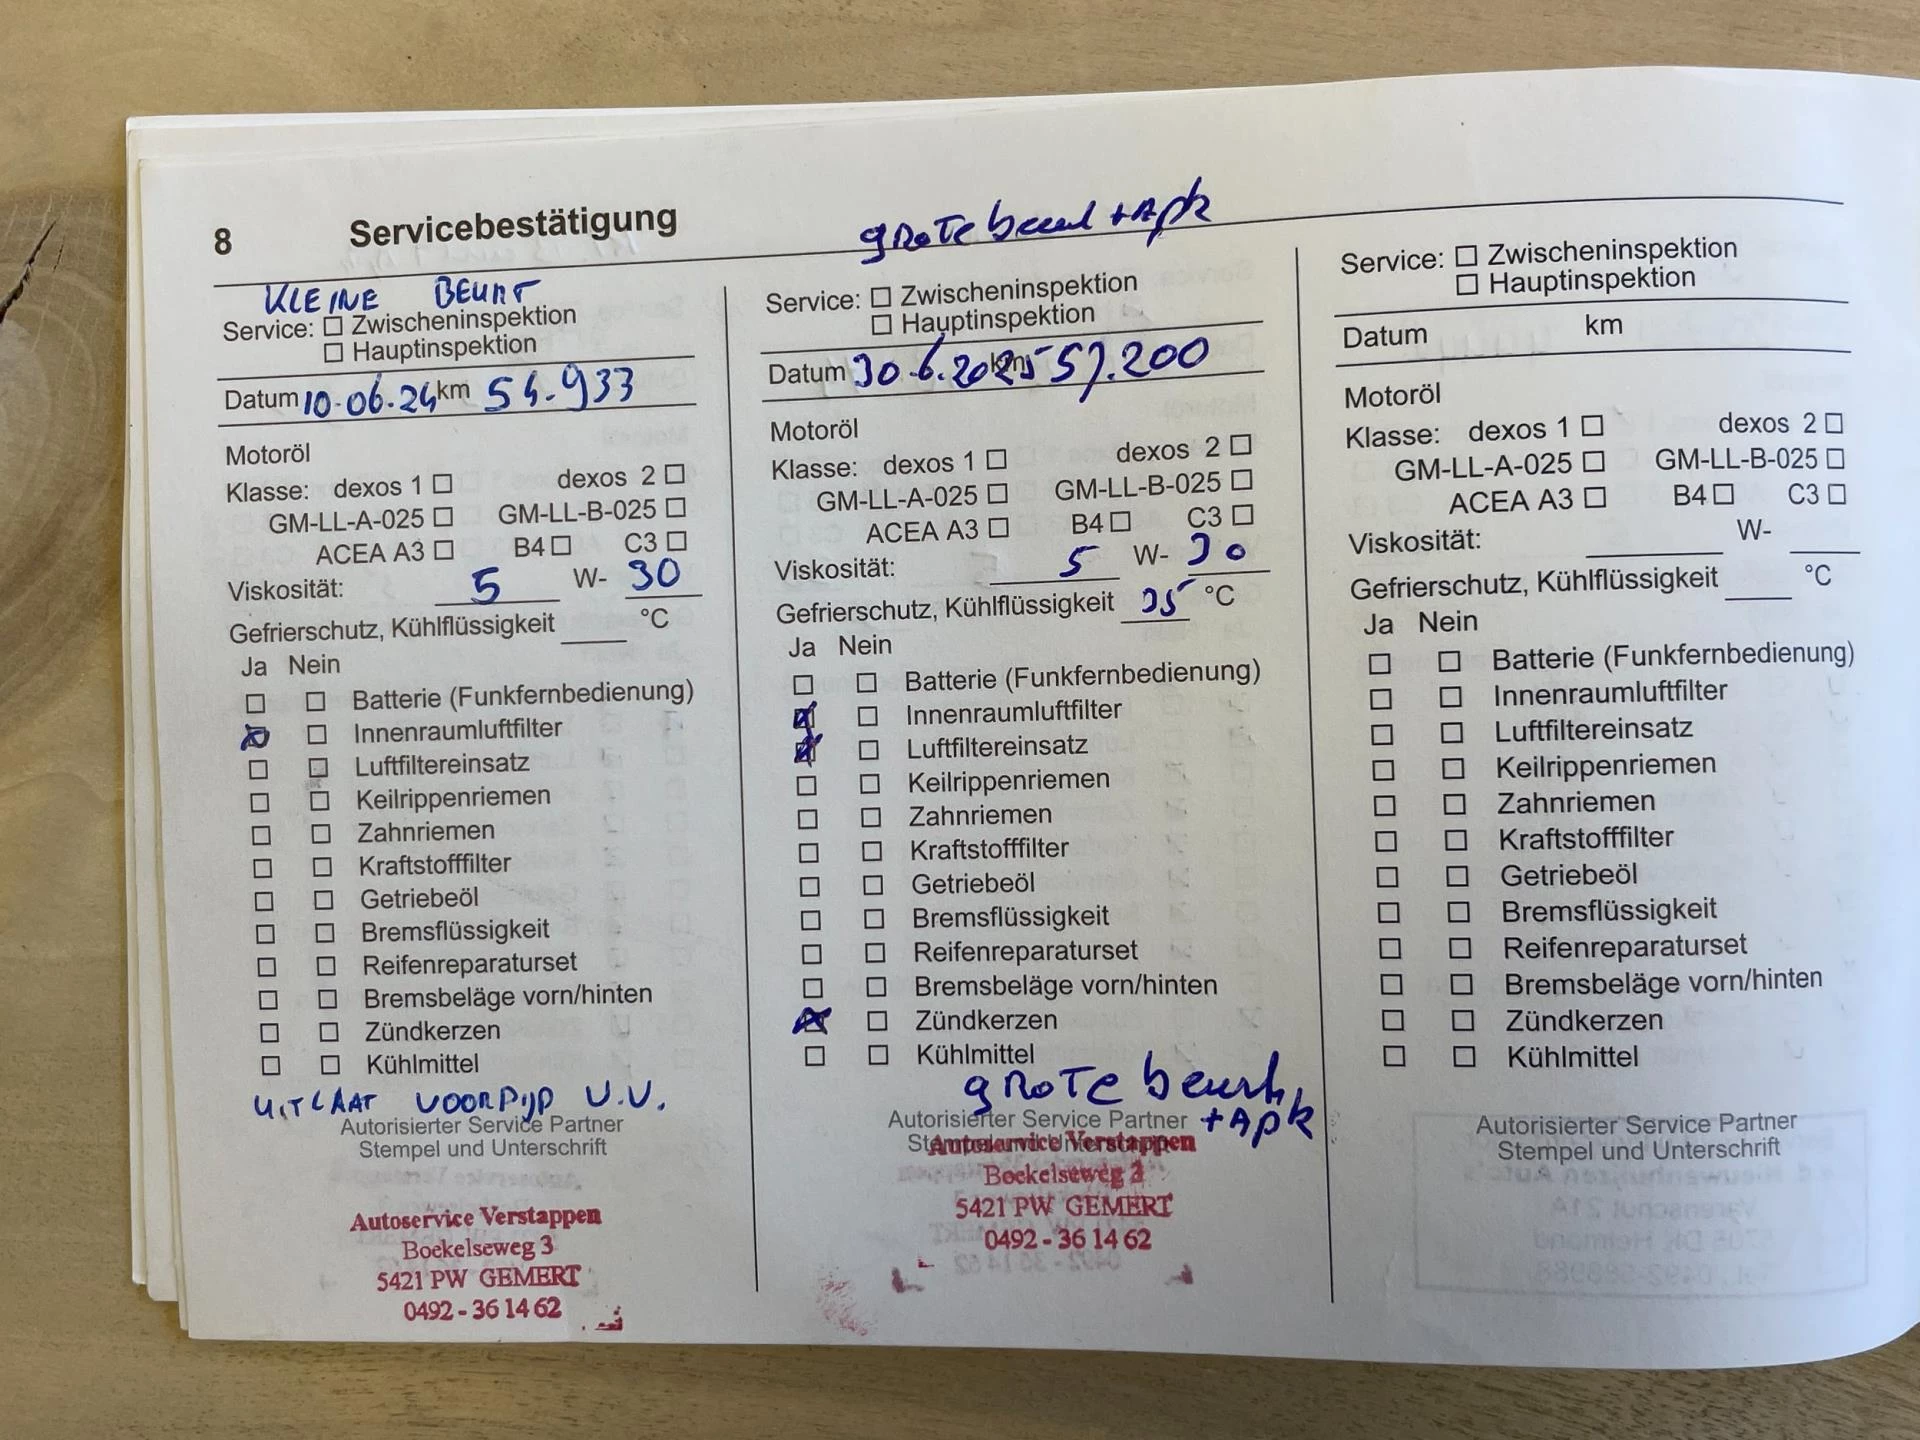 8 Servicebestätigung
KLEINE BEURT
Service: ☐ Zwischeninspektion
☐ Hauptinspektion
Datum 10-06-24 km 54.933
Motoröl
Klasse: dexos 1 ☐ dexos 2 ☐
GM-LL-A-025 ☐ GM-LL-B-025 ☐
ACEA A3 ☐ B4 ☐ C3 ☐
Viskosität: 5 W- 30
Gefrierschutz, Kühlflüssigkeit ____ °C
Ja Nein
☐ ☐ Batterie (Funkfernbedienung)
☒ ☐ Innenraumluftfilter
☐ ☐ Luftfiltereinsatz
☐ ☐ Keilrippenriemen
☐ ☐ Zahnriemen
☐ ☐ Kraftstofffilter
☐ ☐ Getriebeöl
☐ ☐ Bremsflüssigkeit
☐ ☐ Reifenreparaturset
☐ ☐ Bremsbeläge vorn/hinten
☐ ☐ Zündkerzen
☐ ☐ Kühlmittel
UITLAAT VOORPIJP V.V.
Autorisierter Service Partner
Stempel und Unterschrift
Autoservice Verstappen
Boekelseweg 3
5421 PW GEMERT
0492 - 36 14 62
grote beurt + Apk
Service: ☐ Zwischeninspektion
☐ Hauptinspektion
Datum 30.6.2025 km 57.200
Motoröl
Klasse: dexos 1 ☐ dexos 2 ☐
GM-LL-A-025 ☐ GM-LL-B-025 ☐
ACEA A3 ☐ B4 ☐ C3 ☐
Viskosität: 5 W- 30
Gefrierschutz, Kühlflüssigkeit 35 °C
Ja Nein
☐ ☐ Batterie (Funkfernbedienung)
☒ ☐ Innenraumluftfilter
☒ ☐ Luftfiltereinsatz
☐ ☐ Keilrippenriemen
☐ ☐ Zahnriemen
☐ ☐ Kraftstofffilter
☐ ☐ Getriebeöl
☐ ☐ Bremsflüssigkeit
☐ ☐ Reifenreparaturset
☐ ☐ Bremsbeläge vorn/hinten
☒ ☐ Zündkerzen
☐ ☐ Kühlmittel
grote beurt
+ Apk
Autorisierter Service Partner
Stempel und Unterschrift
Autoservice Verstappen
Boekelseweg 3
5421 PW GEMERT
0492 - 36 14 62
Service: ☐ Zwischeninspektion
☐ Hauptinspektion
Datum km
Motoröl
Klasse: dexos 1 ☐ dexos 2 ☐
GM-LL-A-025 ☐ GM-LL-B-025 ☐
ACEA A3 ☐ B4 ☐ C3 ☐
Viskosität: ____ W- ____
Gefrierschutz, Kühlflüssigkeit ____ °C
Ja Nein
☐ ☐ Batterie (Funkfernbedienung)
☐ ☐ Innenraumluftfilter
☐ ☐ Luftfiltereinsatz
☐ ☐ Keilrippenriemen
☐ ☐ Zahnriemen
☐ ☐ Kraftstofffilter
☐ ☐ Getriebeöl
☐ ☐ Bremsflüssigkeit
☐ ☐ Reifenreparaturset
☐ ☐ Bremsbeläge vorn/hinten
☐ ☐ Zündkerzen
☐ ☐ Kühlmittel
Autorisierter Service Partner
Stempel und Unterschrift